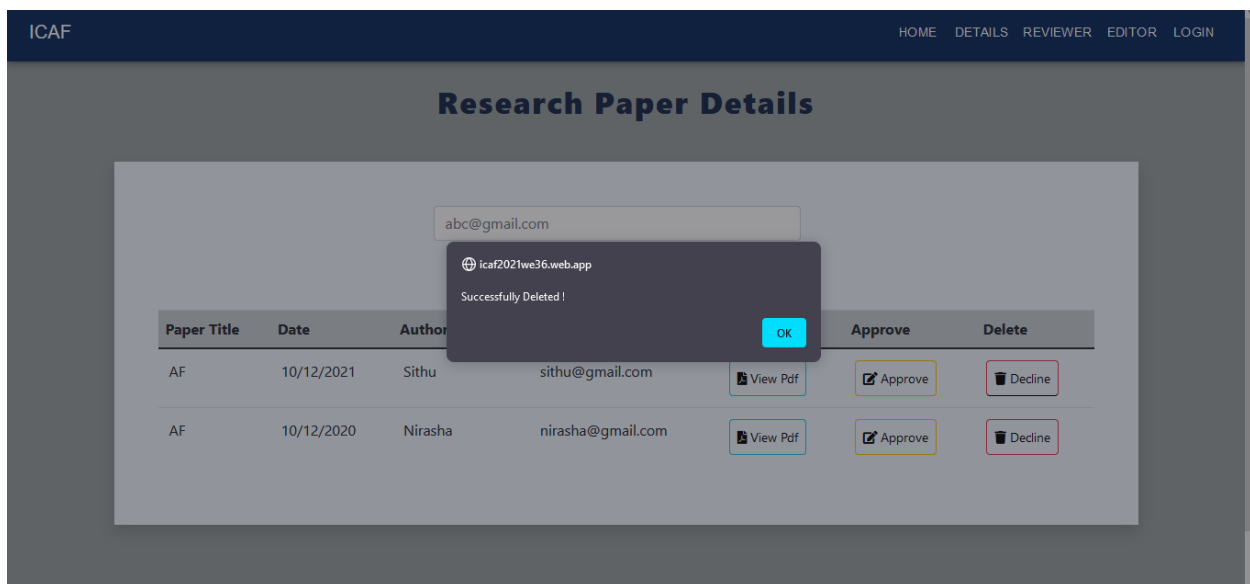 ICAF HOME DETAILS REVIEWER EDITOR LOGIN
Research Paper Details
abc@gmail.com
icaf2021we36.web.app
Successfully Deleted !
OK
Paper Title Date Author Approve Delete
AF 10/12/2021 Sithu sithu@gmail.com View Pdf Approve Decline
AF 10/12/2020 Nirasha nirasha@gmail.com View Pdf Approve Decline